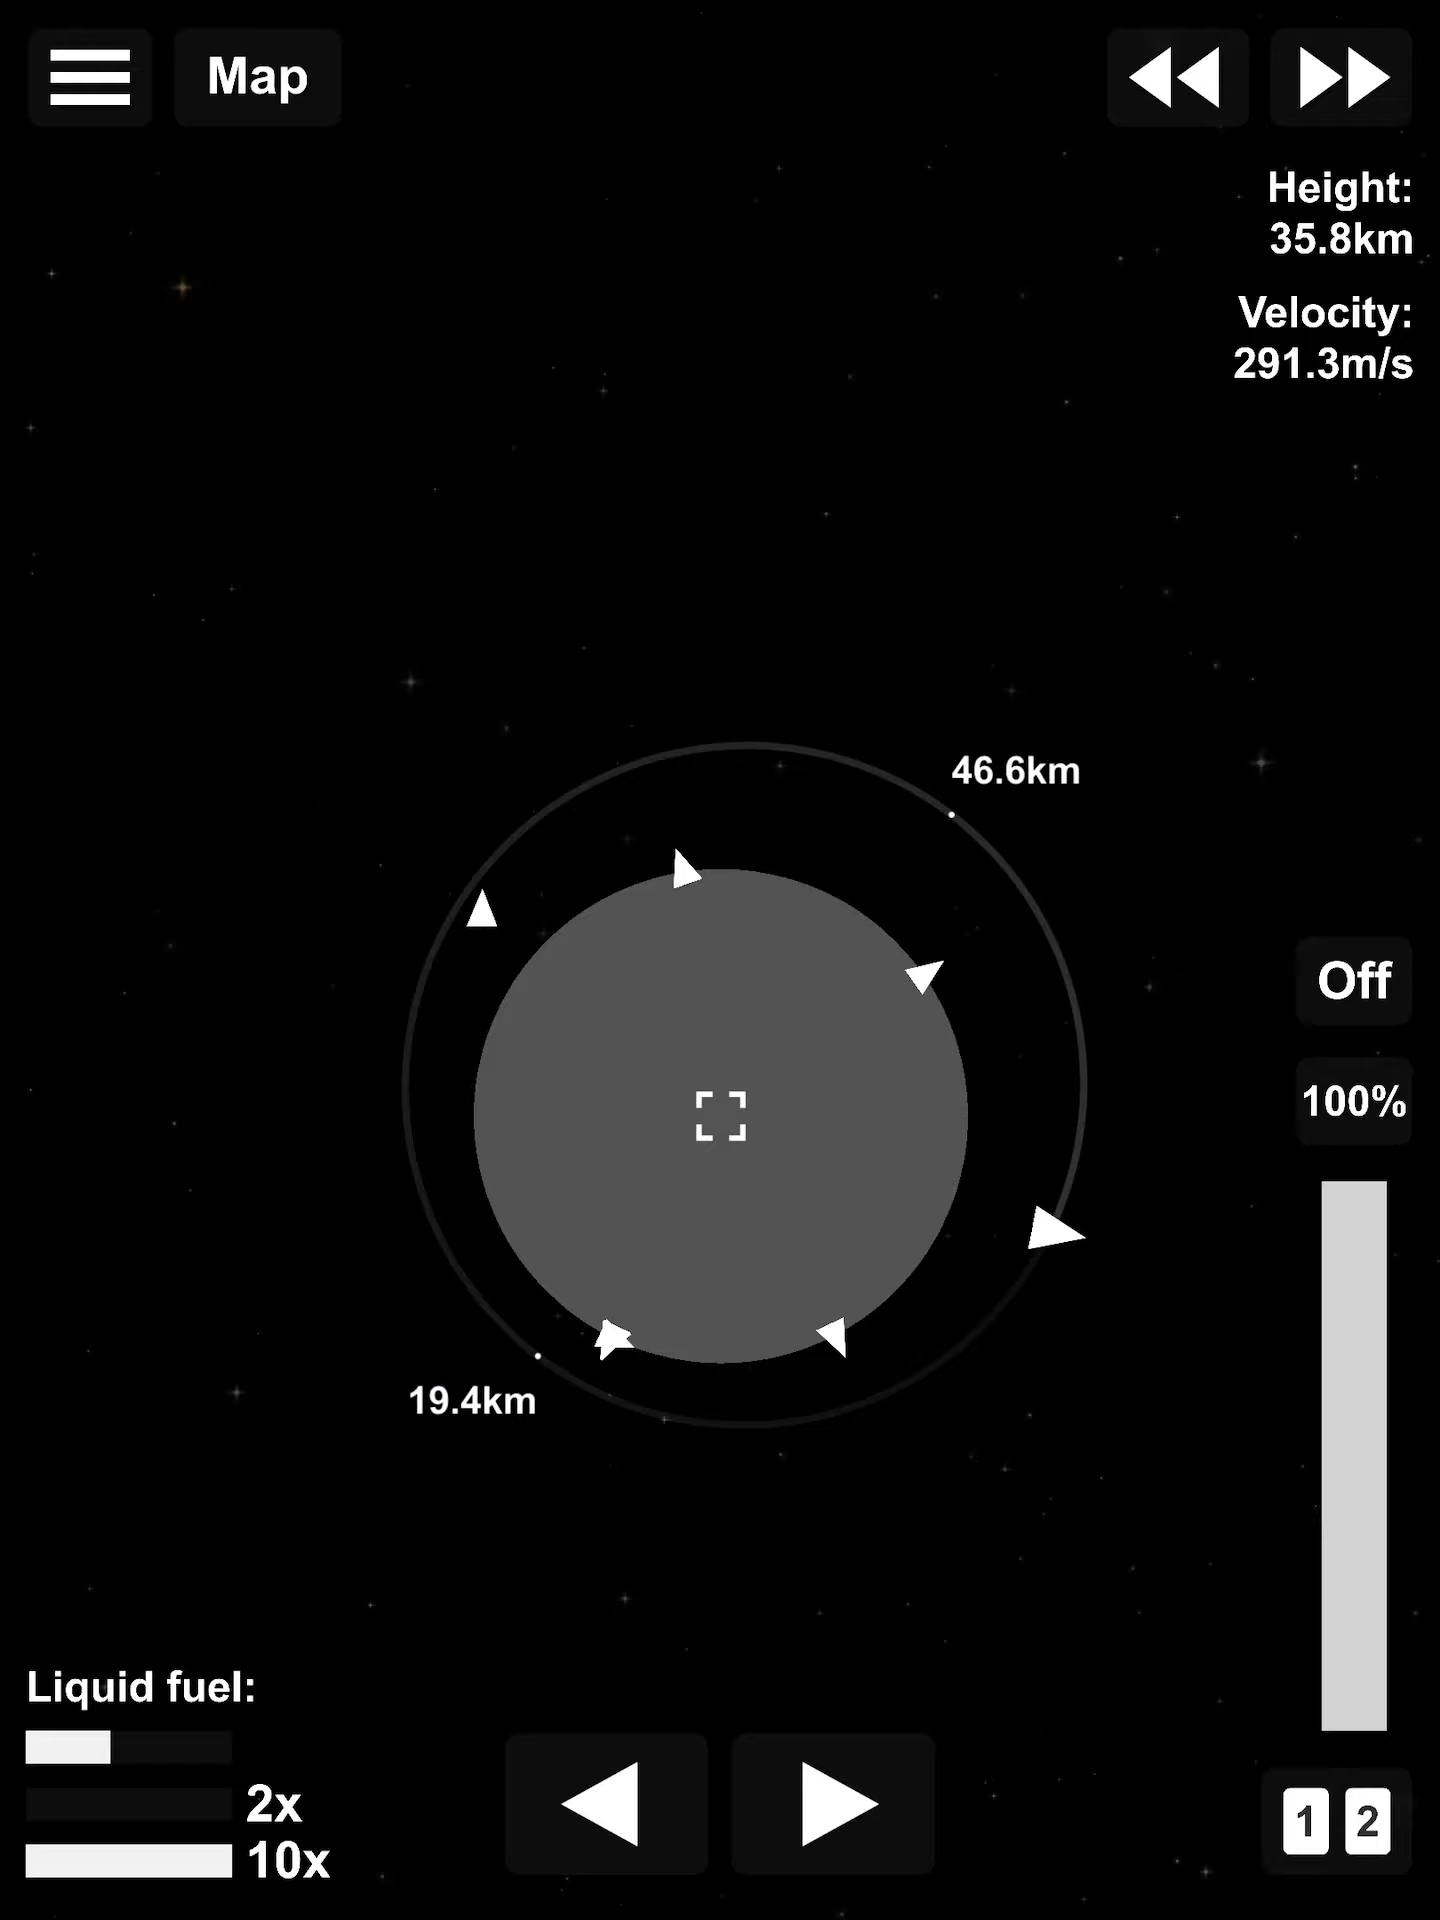 Map
Height:
35.8km
Velocity:
291.3m/s
46.6km
Off
100%
19.4km
Liquid fuel:
2x
10x
1 2